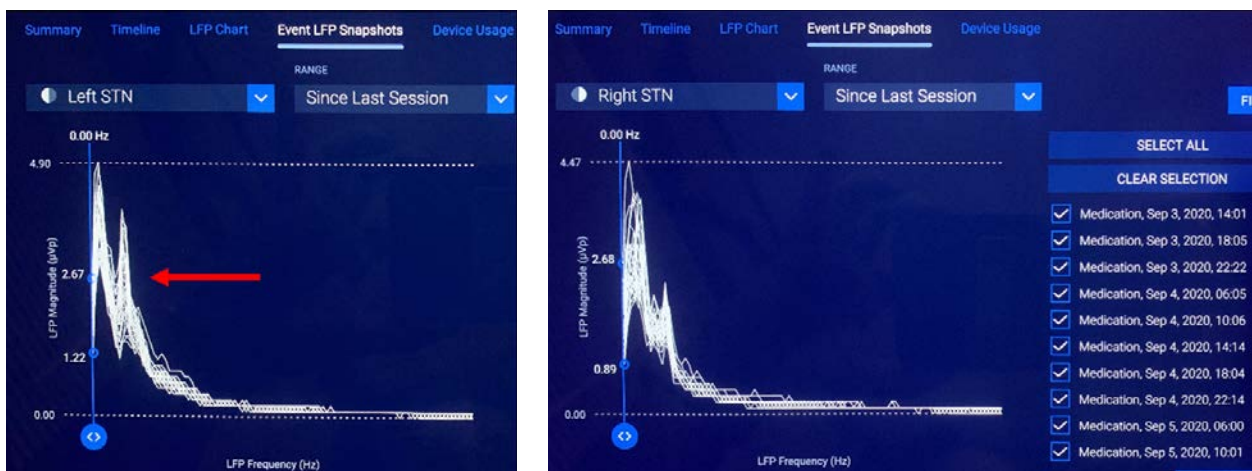 Summary Timeline LFP Chart Event LFP Snapshots Device Usage
RANGE
Left STN Since Last Session
0.00 Hz
4.90
LFP Magnitude (µVp)
2.67
1.22
0.00
LFP Frequency (Hz)
Summary Timeline LFP Chart Event LFP Snapshots Device Usage
RANGE
Right STN Since Last Session
FI
0.00 Hz
4.47
LFP Magnitude (µVp)
2.68
0.89
0.00
LFP Frequency (Hz)
SELECT ALL
CLEAR SELECTION
Medication, Sep 3, 2020, 14:01
Medication, Sep 3, 2020, 18:05
Medication, Sep 3, 2020, 22:22
Medication, Sep 4, 2020, 06:05
Medication, Sep 4, 2020, 10:06
Medication, Sep 4, 2020, 14:14
Medication, Sep 4, 2020, 18:04
Medication, Sep 4, 2020, 22:14
Medication, Sep 5, 2020, 06:00
Medication, Sep 5, 2020, 10:01